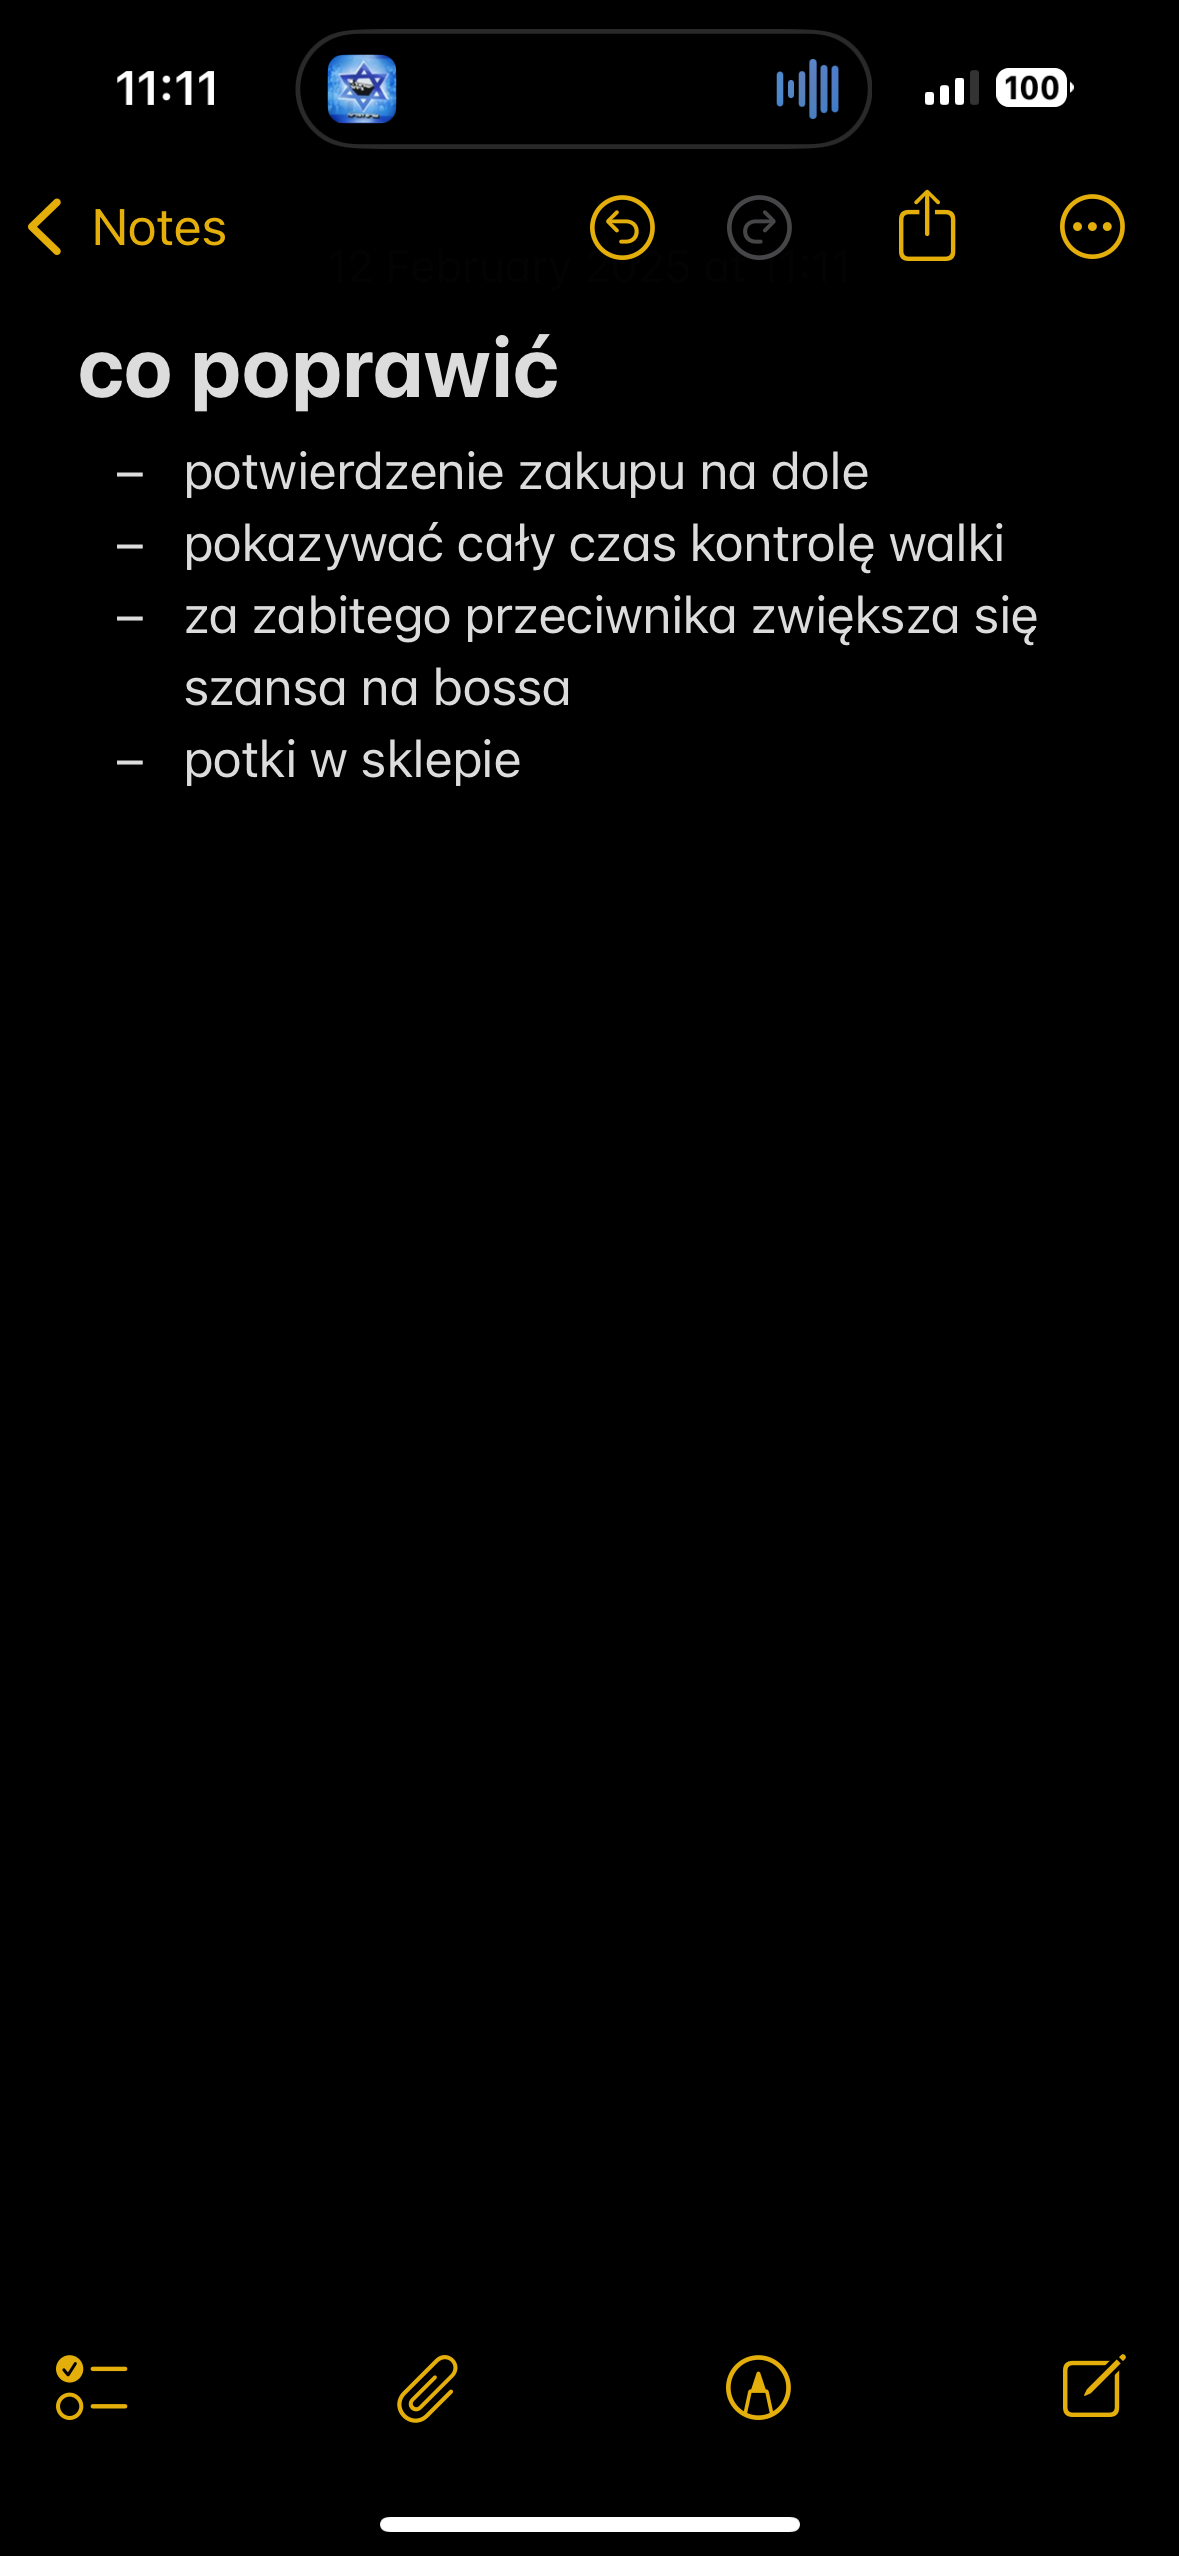 11:11
100
Notes
12 February 2025 at 11:11
co poprawić
– potwierdzenie zakupu na dole
– pokazywać cały czas kontrolę walki
– za zabitego przeciwnika zwiększa się
szansa na bossa
– potki w sklepie